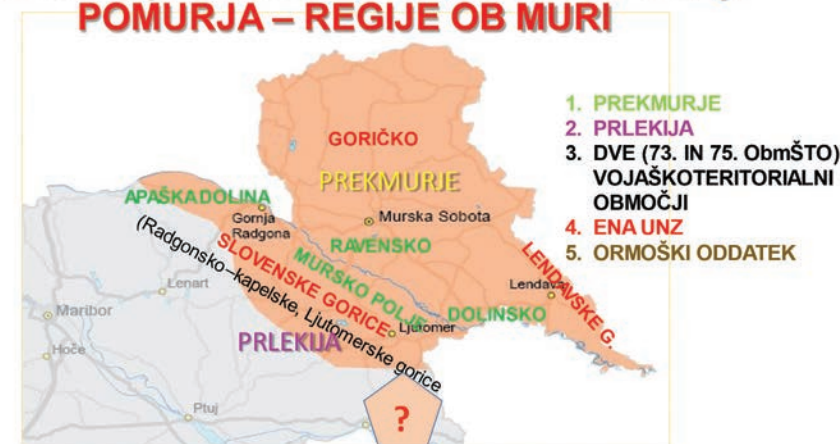 POMURJA – REGIJE OB MURI
1. PREKMURJE
2. PRLEKIJA
3. DVE (73. IN 75. ObmŠTO)
VOJAŠKOTERITORIALNI
OBMOČJI
4. ENA UNZ
5. ORMOŠKI ODDATEK
GORIČKO
PREKMURJE
APAŠKA DOLINA
Gornja
Radgona
Murska Sobota
RAVENSKO
SLOVENSKE GORICE
(Radgonsko–kapelske, Ljutomerske gorice
MURSKO POLJE
LENDAVSKE G.
Lendava
Lenart
DOLINSKO
Maribor
Ljutomer
PRLEKIJA
Hoče
Ptuj
?